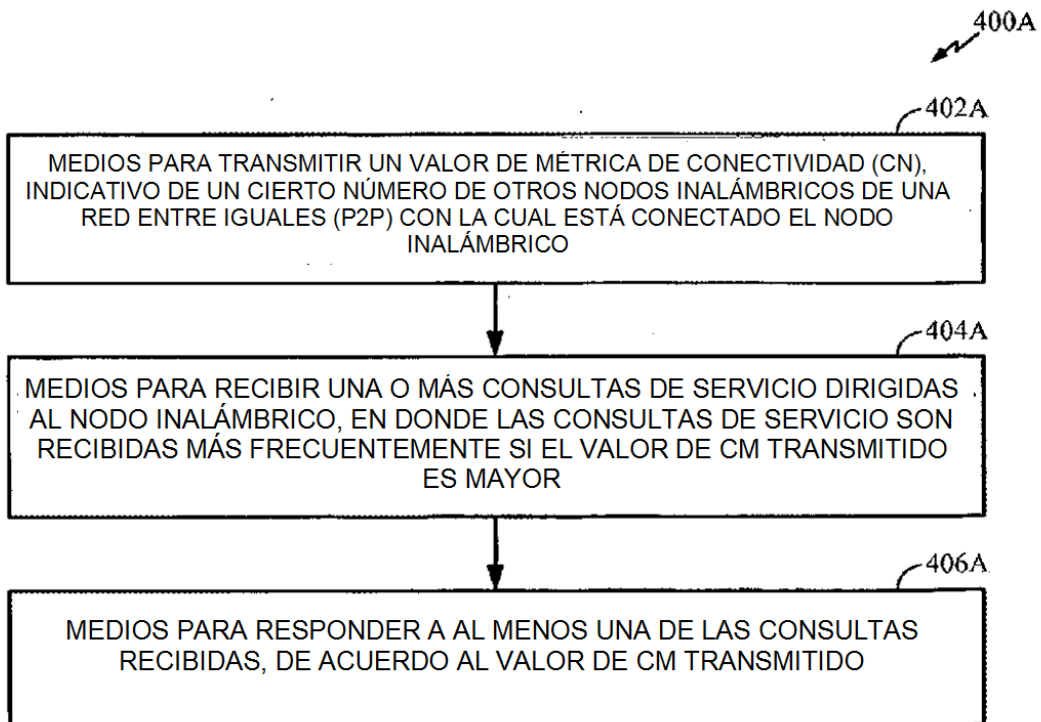 400A
402A
MEDIOS PARA TRANSMITIR UN VALOR DE MÉTRICA DE CONECTIVIDAD (CN),
INDICATIVO DE UN CIERTO NÚMERO DE OTROS NODOS INALÁMBRICOS DE UNA
RED ENTRE IGUALES (P2P) CON LA CUAL ESTÁ CONECTADO EL NODO
INALÁMBRICO
404A
MEDIOS PARA RECIBIR UNA O MÁS CONSULTAS DE SERVICIO DIRIGIDAS
AL NODO INALÁMBRICO, EN DONDE LAS CONSULTAS DE SERVICIO SON
RECIBIDAS MÁS FRECUENTEMENTE SI EL VALOR DE CM TRANSMITIDO
ES MAYOR
406A
MEDIOS PARA RESPONDER A AL MENOS UNA DE LAS CONSULTAS
RECIBIDAS, DE ACUERDO AL VALOR DE CM TRANSMITIDO